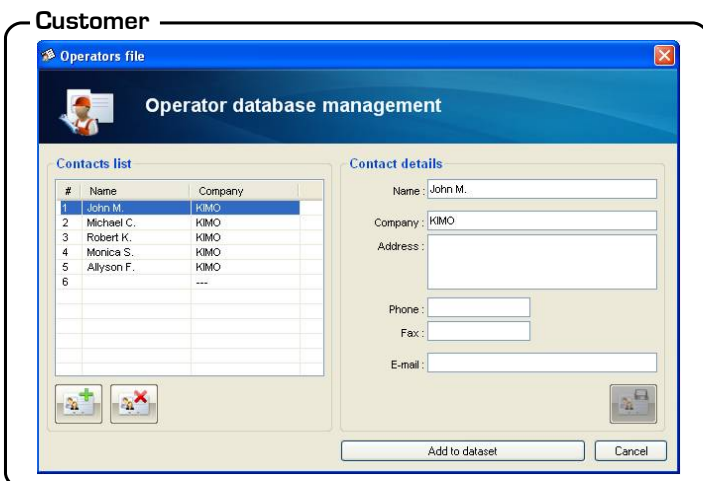 Customer
Operators file
Operator database management
Contacts list
# Name Company
1 John M. KIMO
2 Michael C. KIMO
3 Robert K. KIMO
4 Monica S. KIMO
5 Allyson F. KIMO
6 ---
Contact details
Name : John M.
Company : KIMO
Address :
Phone :
Fax :
E-mail :
Add to dataset Cancel